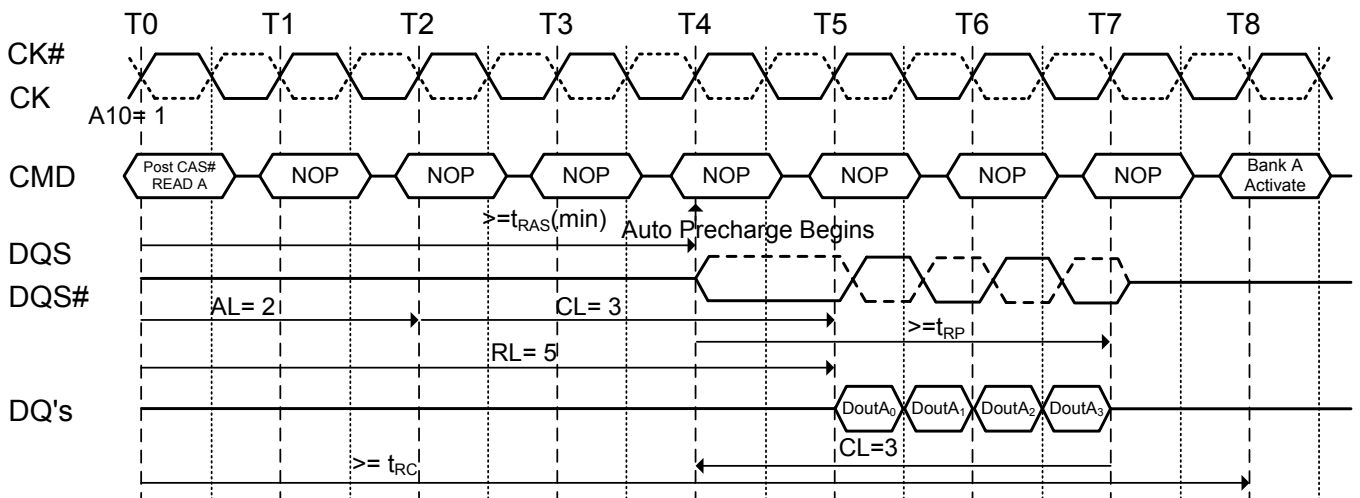 T0 T1 T2 T3 T4 T5 T6 T7 T8
CK#
CK
A10= 1
CMD
Post CAS#
READ A
NOP NOP NOP NOP NOP NOP NOP
Bank A
Activate
>=tRAS(min)
Auto Precharge Begins
DQS
DQS#
AL= 2
CL= 3
>=tRP
RL= 5
DQ's
DoutA0 DoutA1 DoutA2 DoutA3
CL=3
>= tRC